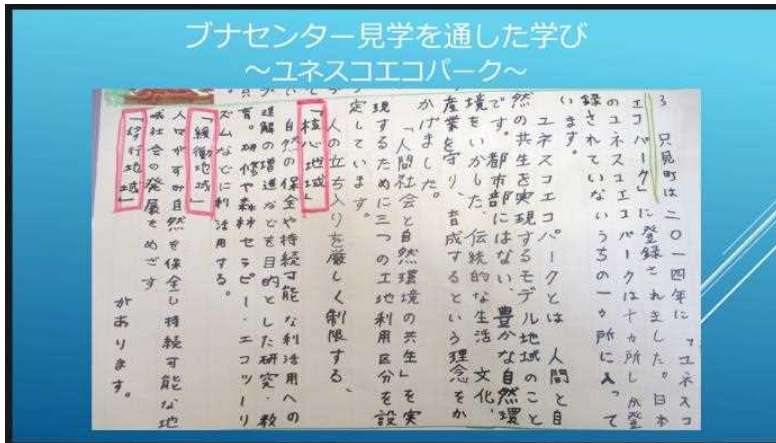 ブナセンター見学を通した学び
~ユネスコエコパーク~
3 只見町は二〇一四年に「ユネスコ
エコパーク」に登録されました。日本
のユネスコエコパークは十カ所しか登
録されていないうちの一カ所に入って
います。
ユネスコエコパークとは人間と自
然の共生を実現するモデル地域のこと
です。都市部にはない、豊かな自然環
境をいかした、伝統的な生活、文化、
産業を守り、育成するという理念をか
かげました。
「人間社会と自然環境の共生」を実
現するために三つの土地利用区分を設
定しています。
人の立ち入りを厳しく制限する、
「核心地域」
自然の保全や持続可能な利活用への
理解の増進などを目的とした研究・教
育。研修や森林セラピー・エコツーリ
ズムなどに利活用する。
「緩衝地域」
人々がすみ自然を保全し持続可能な地
域社会の発展をめざす
「移行地域」
があります。